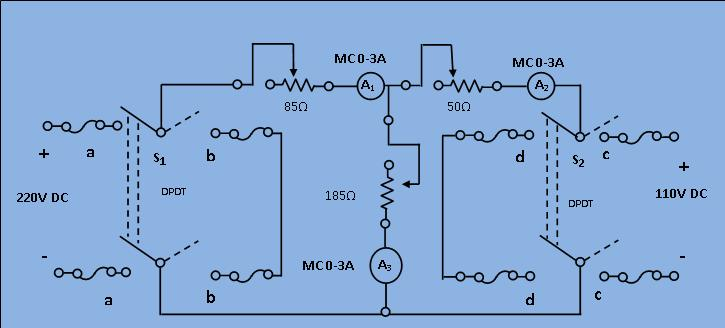 MC0-3A
MC0-3A
A₁
A₂
85Ω
50Ω
+
a
S₁
b
d
S₂
c
+
220V DC
DPDT
185Ω
DPDT
110V DC
-
MC0-3A
A₃
-
a
b
d
c